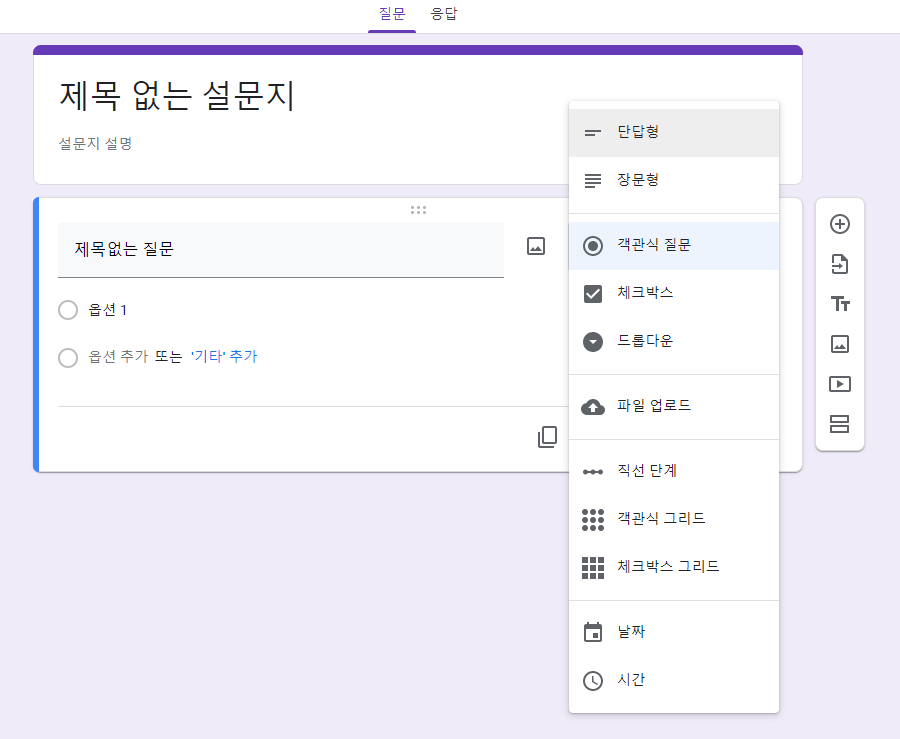 질문 응답
제목 없는 설문지
설문지 설명
제목없는 질문
옵션 1
옵션 추가 또는 '기타' 추가
단답형
장문형
객관식 질문
체크박스
드롭다운
파일 업로드
직선 단계
객관식 그리드
체크박스 그리드
날짜
시간